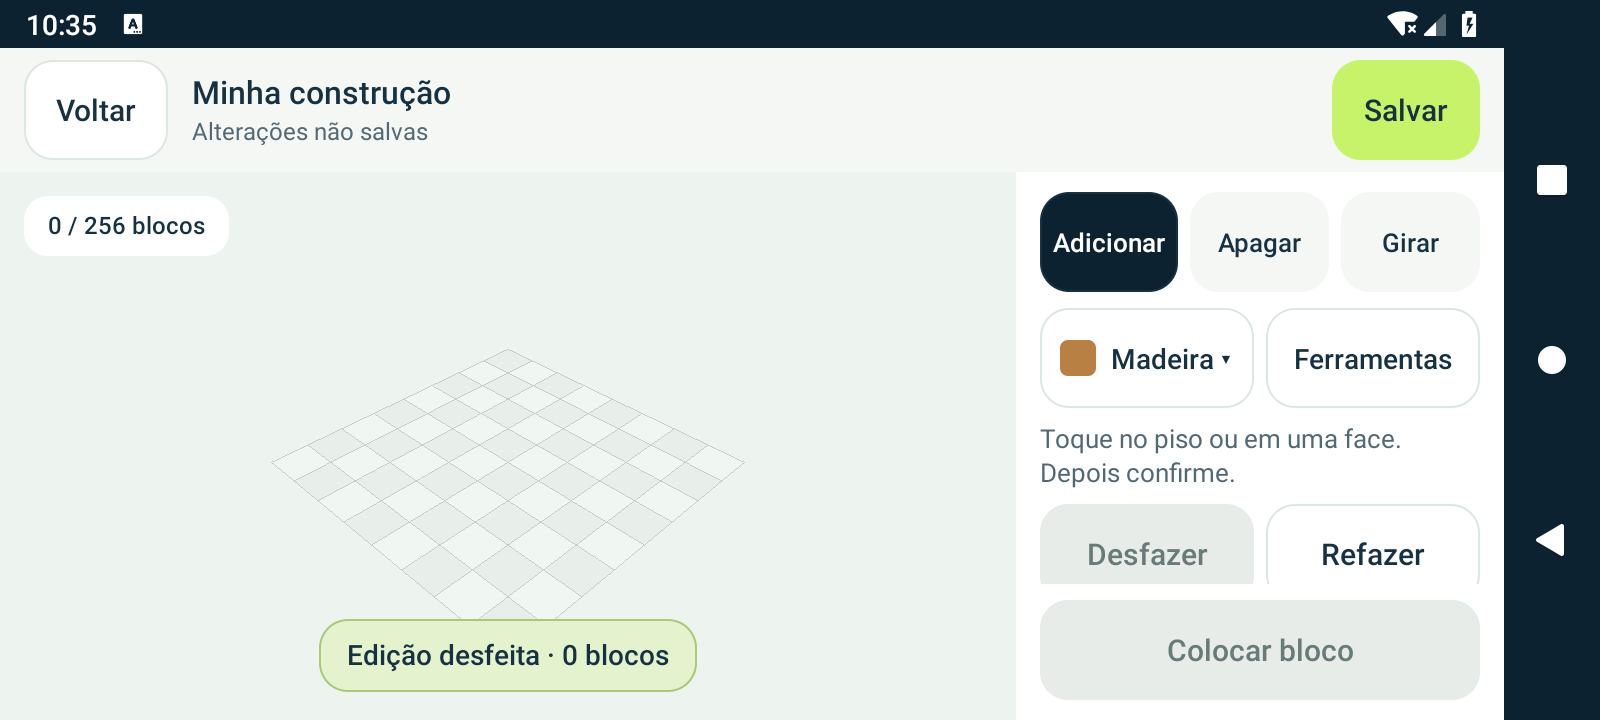 10:35
Voltar
Minha construção
Alterações não salvas
Salvar
0 / 256 blocos
Adicionar
Apagar
Girar
Madeira ▾
Ferramentas
Toque no piso ou em uma face.
Depois confirme.
Desfazer
Refazer
Edição desfeita · 0 blocos
Colocar bloco